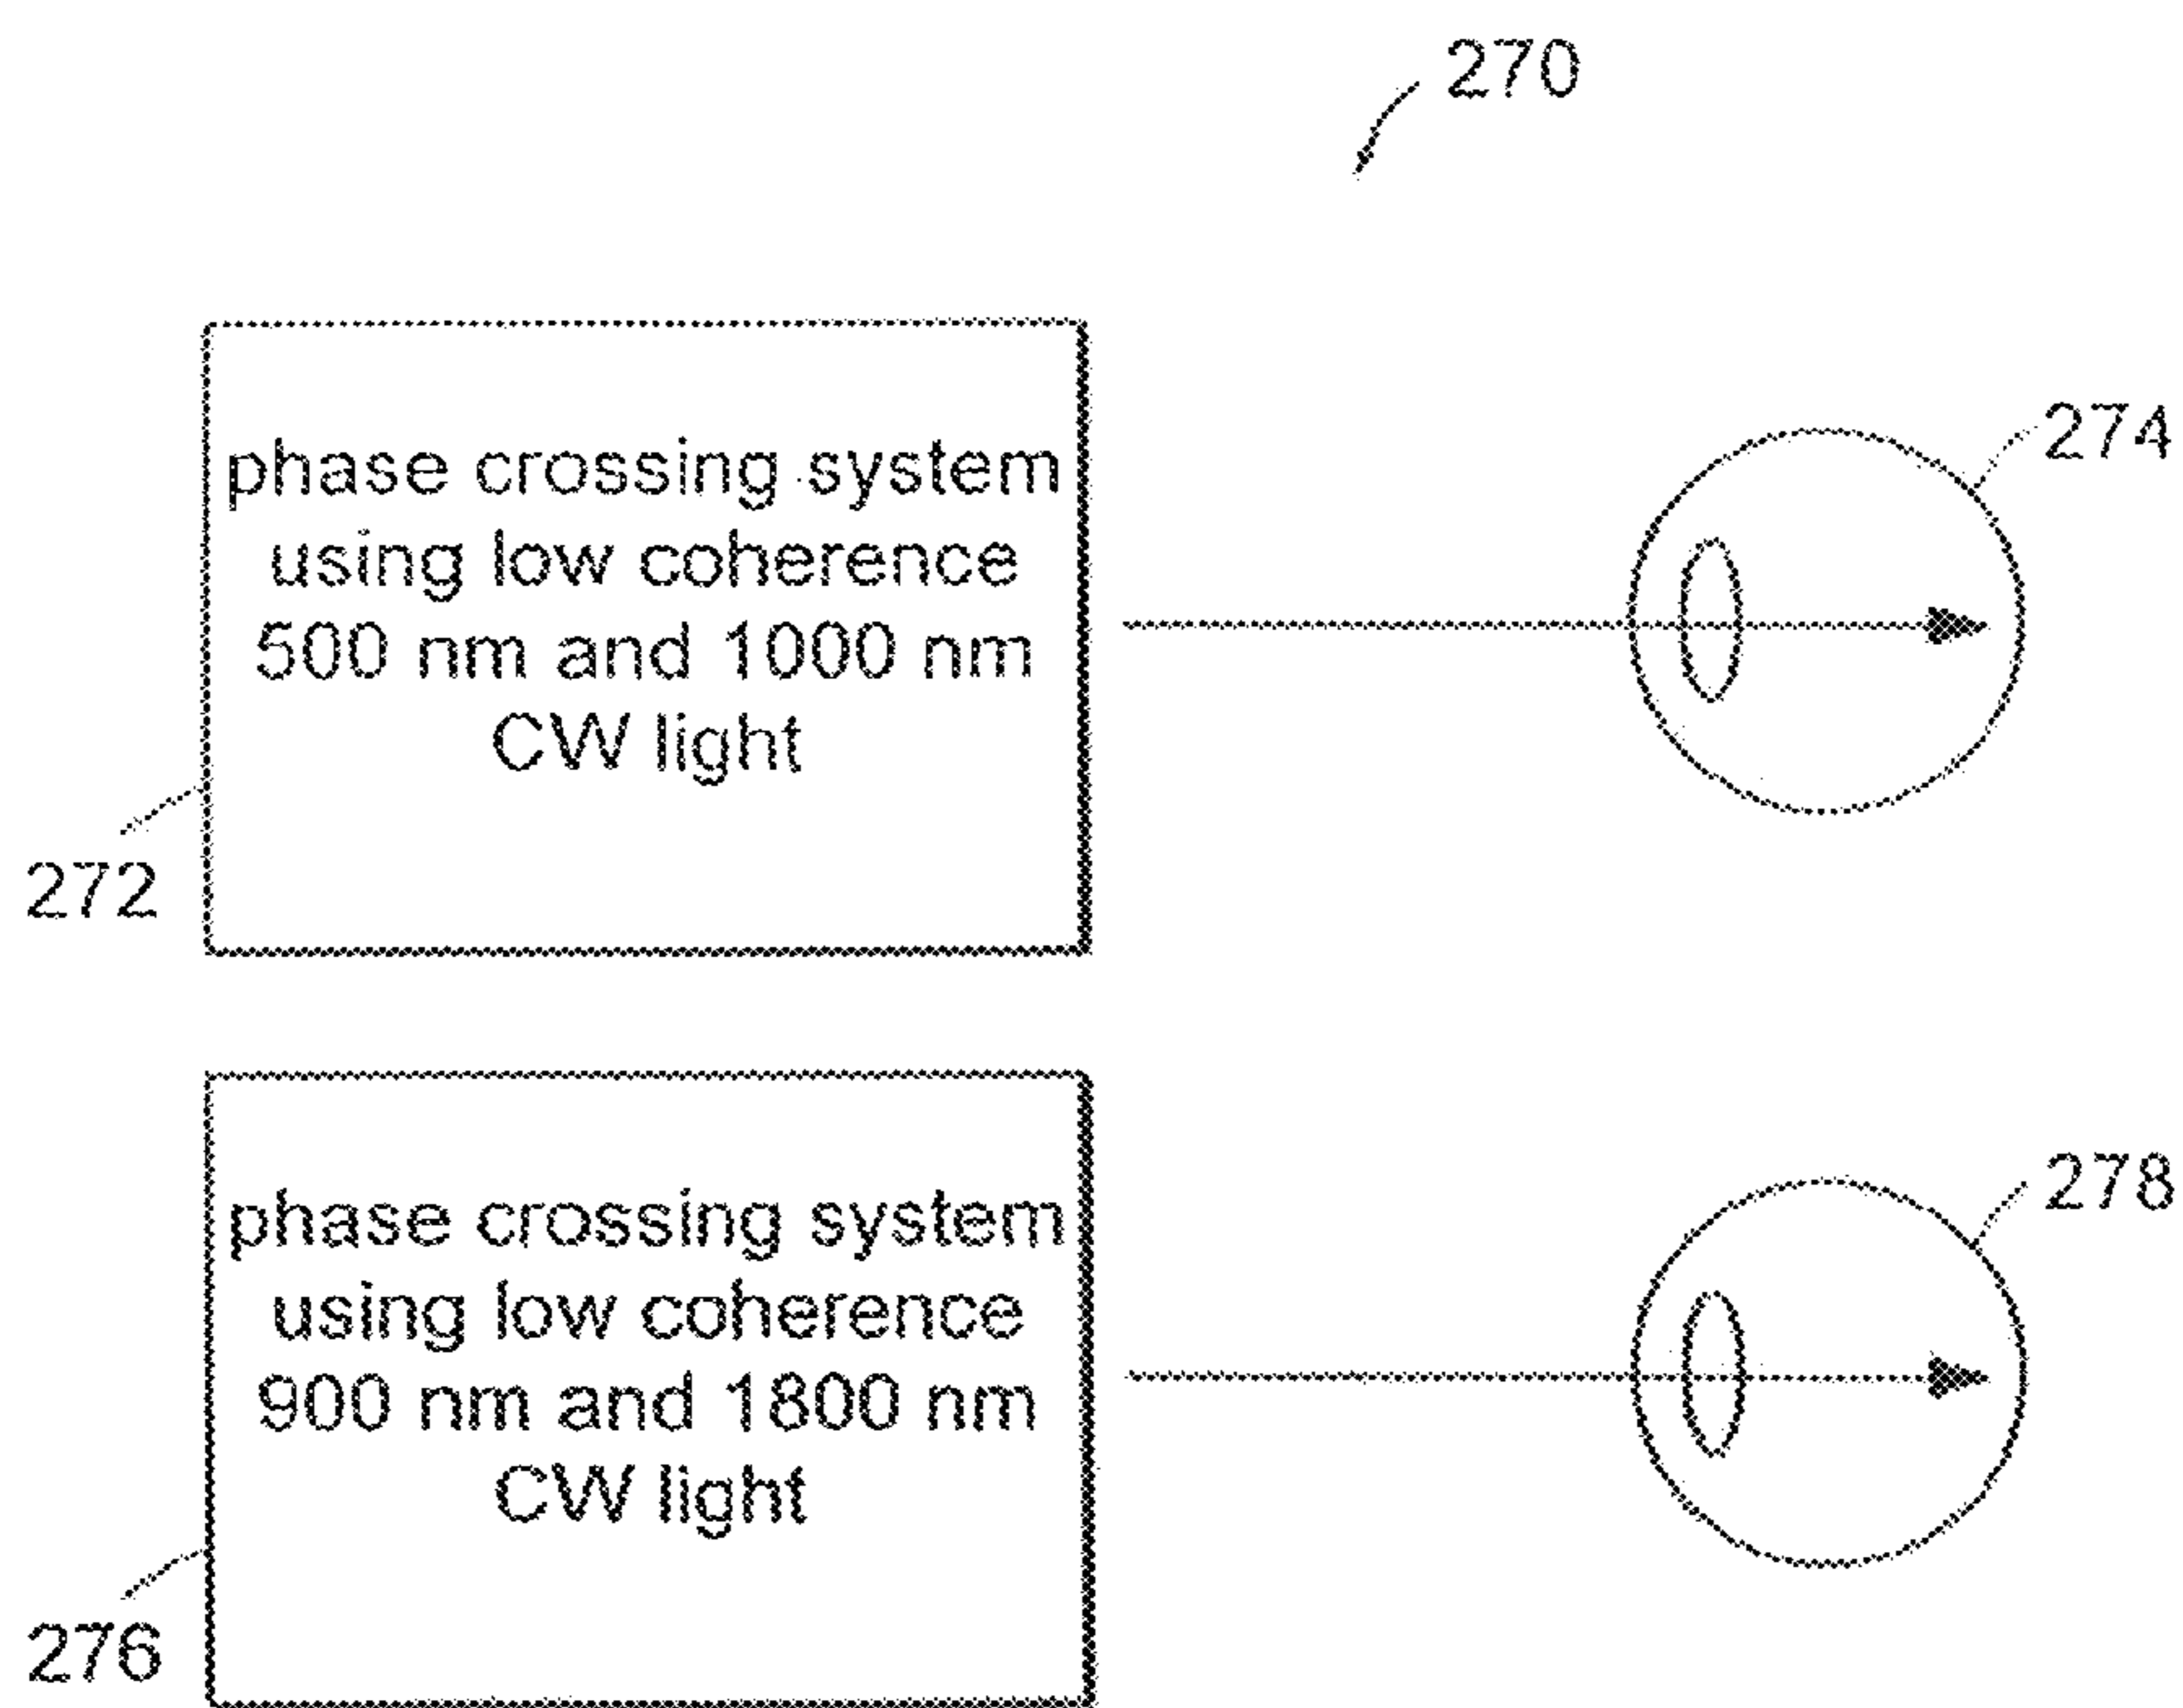 270
phase crossing system
using low coherence
500 nm and 1000 nm
CW light
272
274
phase crossing system
using low coherence
900 nm and 1800 nm
CW light
276
278